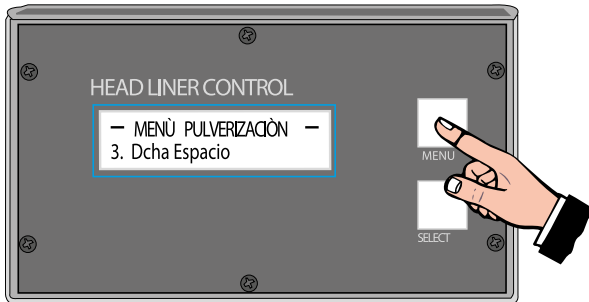 HEAD LINER CONTROL
– MENÙ PULVERIZACIÒN –
3. Dcha Espacio
MENU
SELECT